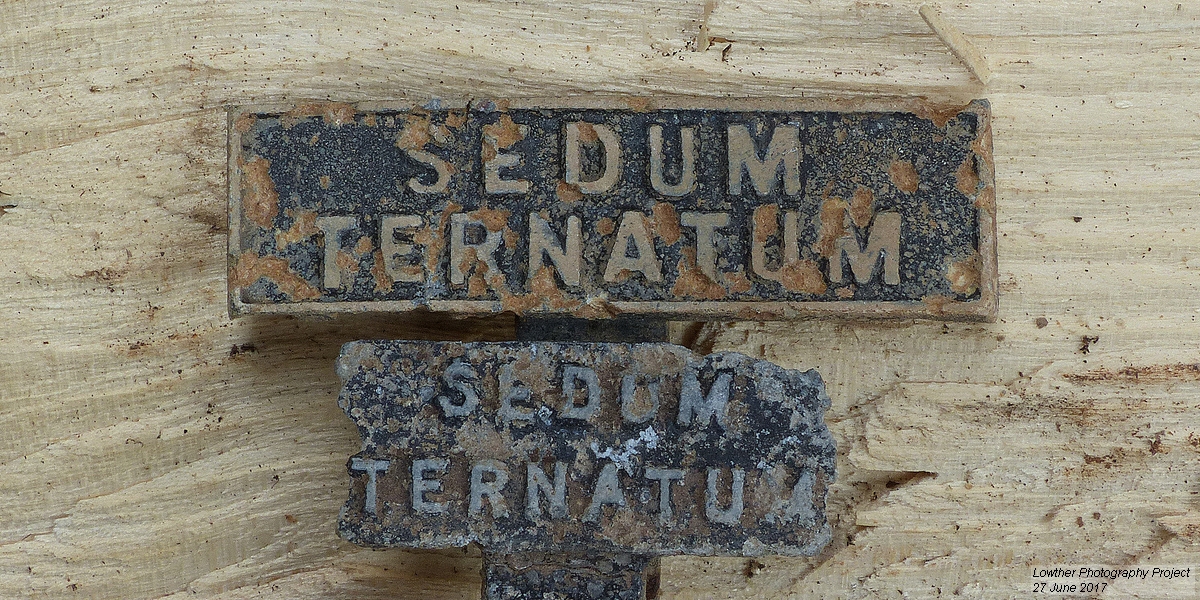 SEDUM
TERNATUM
SEDUM
TERNATUM
Lowther Photography Project
27 June 2017